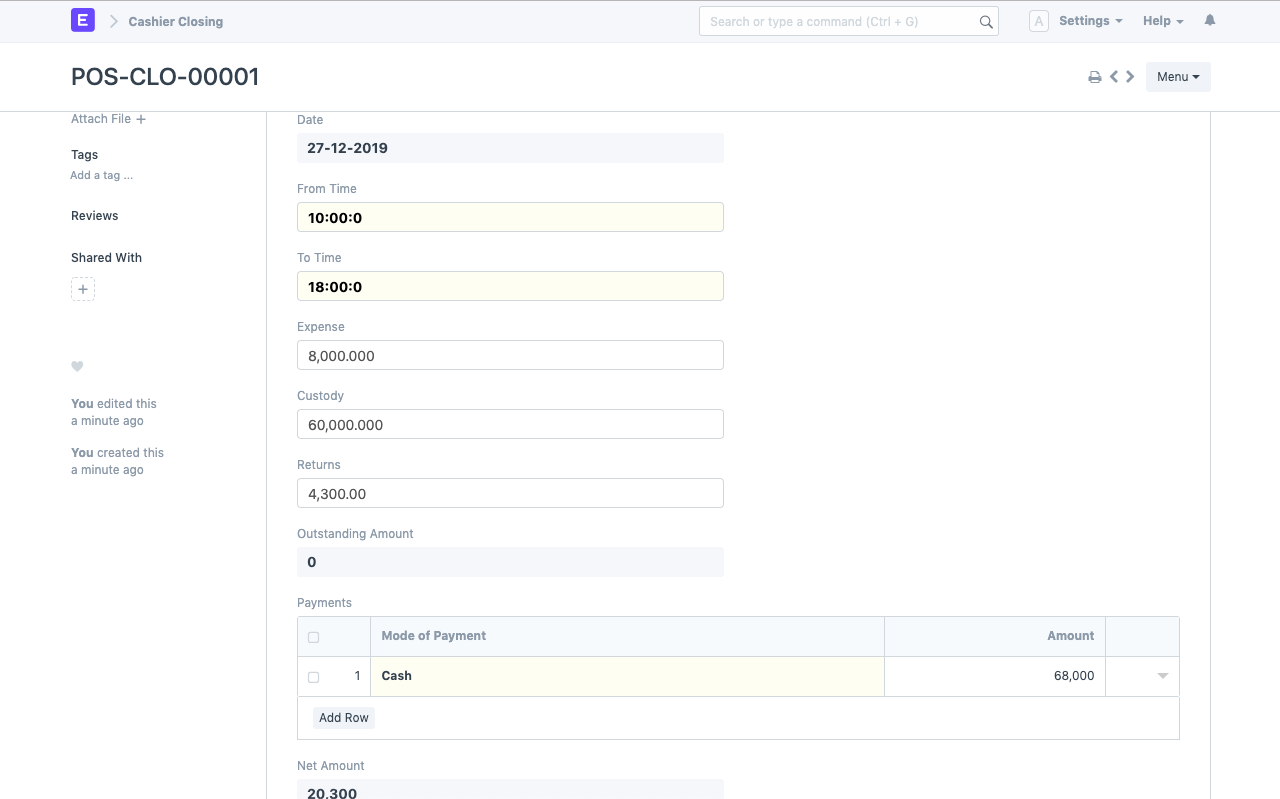 E
Cashier Closing
Search or type a command (Ctrl + G)
A
Settings
Help
POS-CLO-00001
Menu
Attach File +
Tags
Add a tag ...
Reviews
Shared With
+
You edited this
a minute ago
You created this
a minute ago
Date
27-12-2019
From Time
10:00:0
To Time
18:00:0
Expense
8,000.000
Custody
60,000.000
Returns
4,300.00
Outstanding Amount
0
Payments
Mode of Payment Amount
1 Cash 68,000
Add Row
Net Amount
20,300